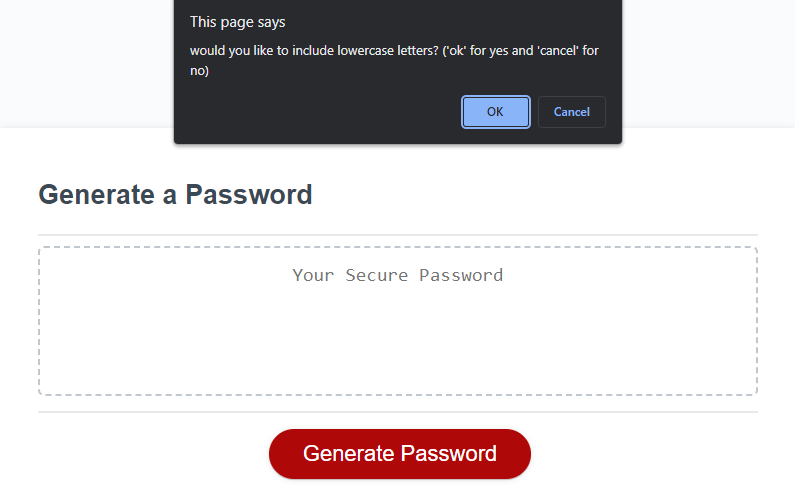 This page says
would you like to include lowercase letters? ('ok' for yes and 'cancel' for
no)
OK
Cancel
Generate a Password
Your Secure Password
Generate Password